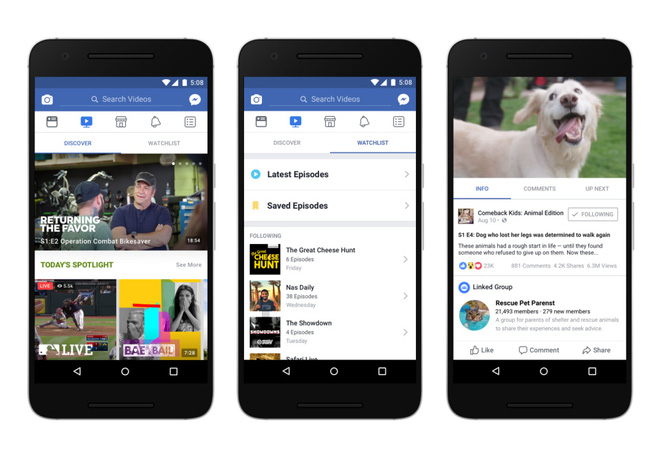 5:08
Search Videos
DISCOVER
WATCHLIST
RETURNING
THE FAVOR
S1:E2 Operation Combat Bikesaver
18:54
TODAY'S SPOTLIGHT
See More
LIVE
5.5k
LIVE
BAE OR BAIL
7:28
5:08
Search Videos
DISCOVER
WATCHLIST
Latest Episodes
Saved Episodes
FOLLOWING
The Great Cheese Hunt
6 Episodes
Friday
THE GREAT
CHEESE
HUNT
Nas Daily
38 Episodes
Wednesday
The Showdown
4 Episodes
Tuesday
SHOWDOWN
Safari Live
INFO
COMMENTS
UP NEXT
Comeback Kids: Animal Edition
Aug 10
FOLLOWING
S1 E4: Dog who lost her legs was determined to walk again
These animals had a rough start in life — until they found
someone who refused to give up on them. Now these...
23K
881 Comments 4.2K Shares 6.3M Views
Linked Group
Rescue Pet Parenst
21,493 members · 279 new members
A group for parents of shelter and rescue animals
to share their experiences and seek advice.
Like
Comment
Share